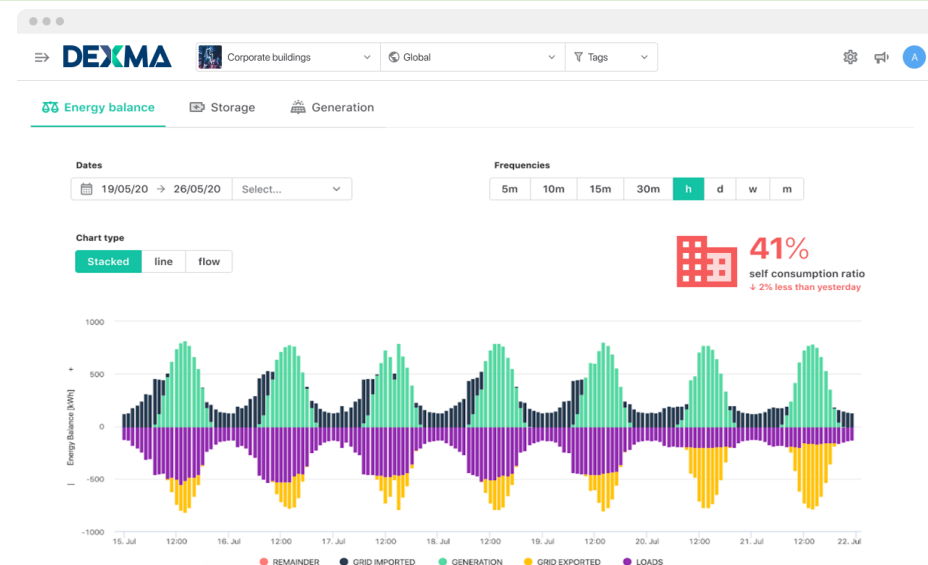 DEXMA
Corporate buildings
Global
Tags
A
Energy balance
Storage
Generation
Dates
19/05/20 → 26/05/20
Select...
Frequencies
5m 10m 15m 30m h d w m
Chart type
Stacked line flow
41%
self consumption ratio
↓ 2% less than yesterday
1000
500
0
-500
-1000
Energy Balance [kWh]
+
—
15. Jul 12:00 16. Jul 12:00 17. Jul 12:00 18. Jul 12:00 19. Jul 12:00 20. Jul 12:00 21. Jul 12:00 22. Jul
REMAINDER GRID IMPORTED GENERATION GRID EXPORTED LOADS